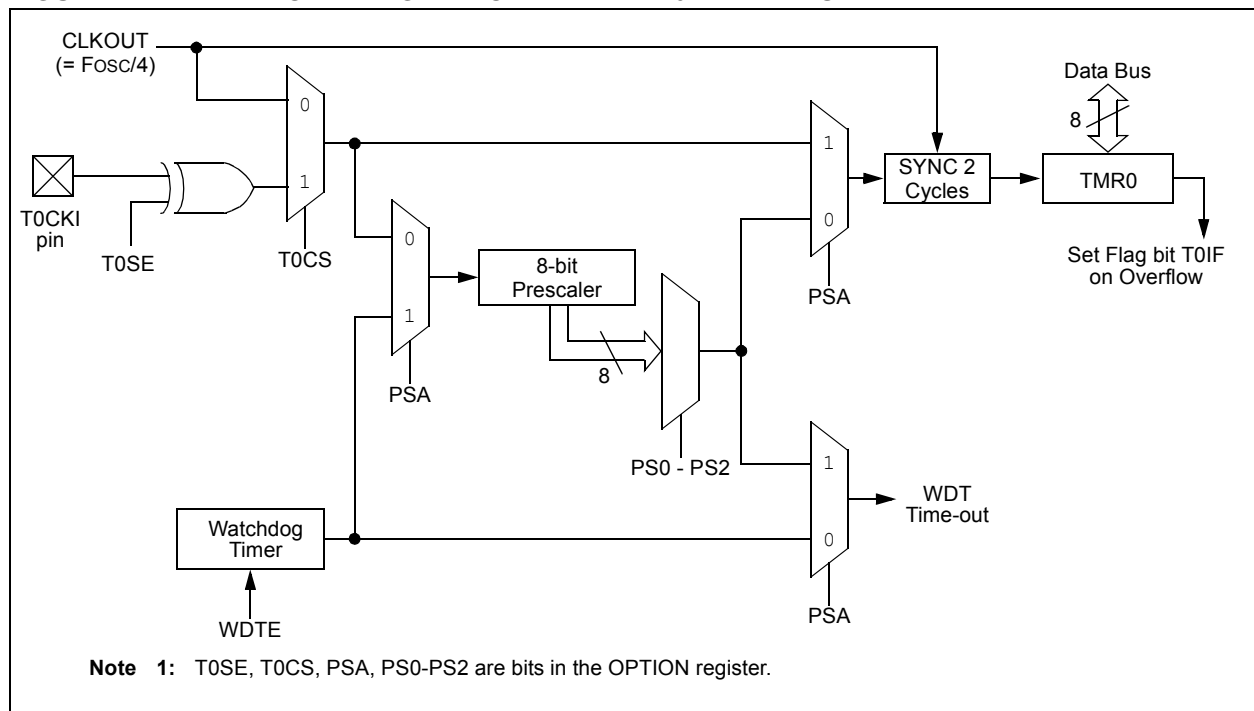 CLKOUT
(= FOSC/4)
0
1
T0CKI
pin
T0SE
T0CS
0
1
PSA
8-bit
Prescaler
8
PS0 - PS2
1
0
PSA
SYNC 2
Cycles
Data Bus
8
TMR0
Set Flag bit T0IF
on Overflow
Watchdog
Timer
WDTE
1
0
PSA
WDT
Time-out
Note 1: T0SE, T0CS, PSA, PS0-PS2 are bits in the OPTION register.